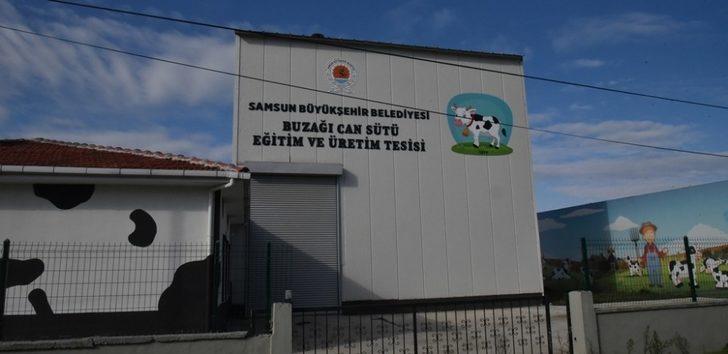 SAMSUN BÜYÜKŞEHİR BELEDİYESİ
BUZAĞI CAN SÜTÜ
EĞİTİM VE ÜRETİM TESİSİ